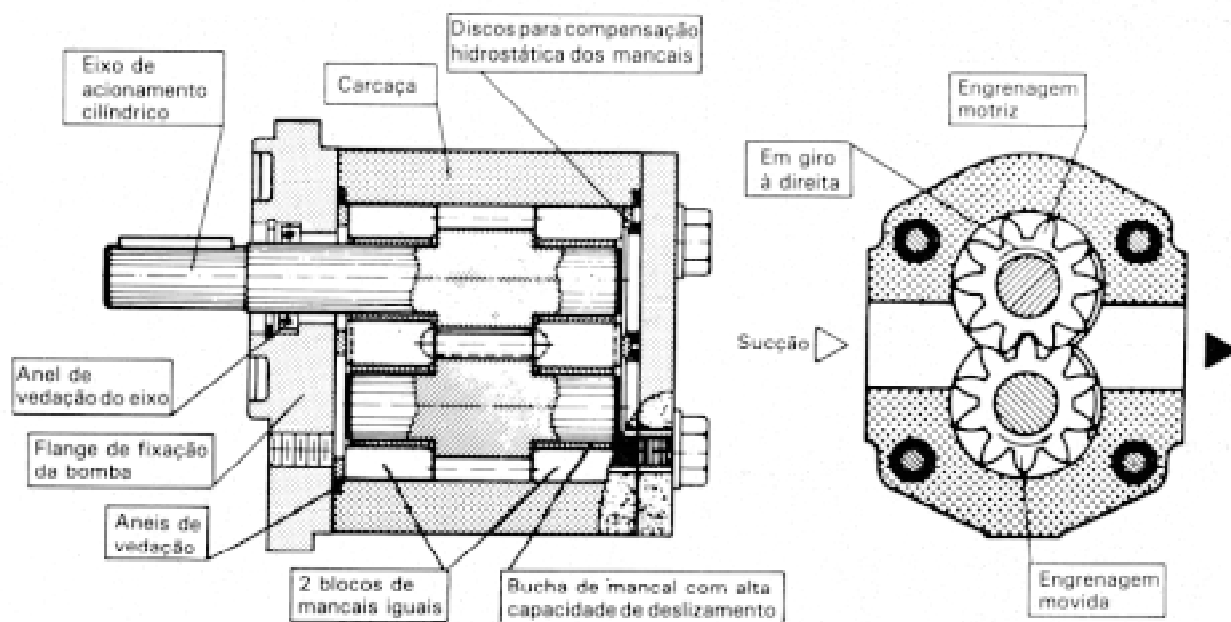 Discos para compensação
hidrostática dos mancais
Eixo de
acionamento
cilíndrico
Carcaça
Engrenagem
motriz
Em giro
à direita
Sucção
Anel de
vedação do eixo
Flange de fixação
da bomba
Aneis de
vedação
2 blocos de
mancais iguais
Bucha de mancal com alta
capacidade de deslizamento
Engrenagem
movida